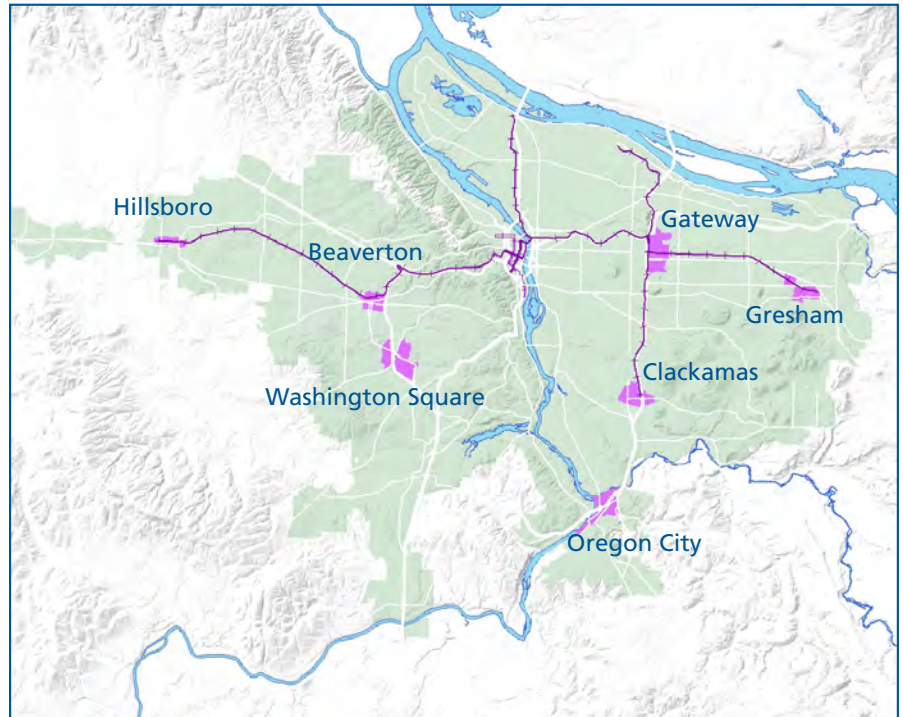 Hillsboro
Gateway
Beaverton
Gresham
Clackamas
Washington Square
Oregon City